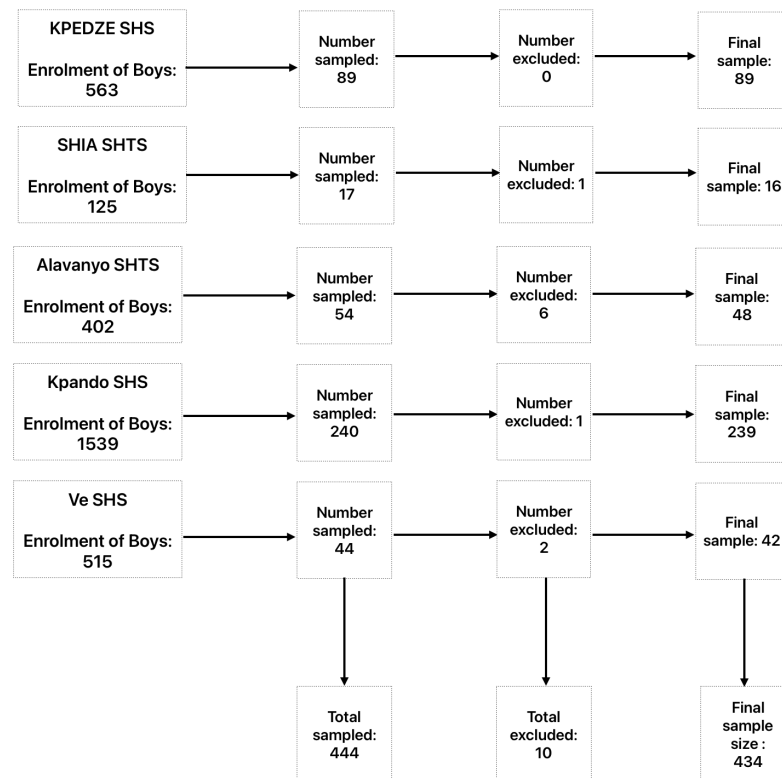 KPEDZE SHS
Enrolment of Boys:
563
Number
sampled:
89
Number
excluded:
0
Final
sample:
89
SHIA SHTS
Enrolment of Boys:
125
Number
sampled:
17
Number
excluded: 1
Final
sample: 16
Alavanyo SHTS
Enrolment of Boys:
402
Number
sampled:
54
Number
excluded:
6
Final
sample:
48
Kpando SHS
Enrolment of Boys:
1539
Number
sampled:
240
Number
excluded: 1
Final
sample:
239
Ve SHS
Enrolment of Boys:
515
Number
sampled:
44
Number
excluded:
2
Final
sample: 42
Total
sampled:
444
Total
excluded:
10
Final
sample
size :
434